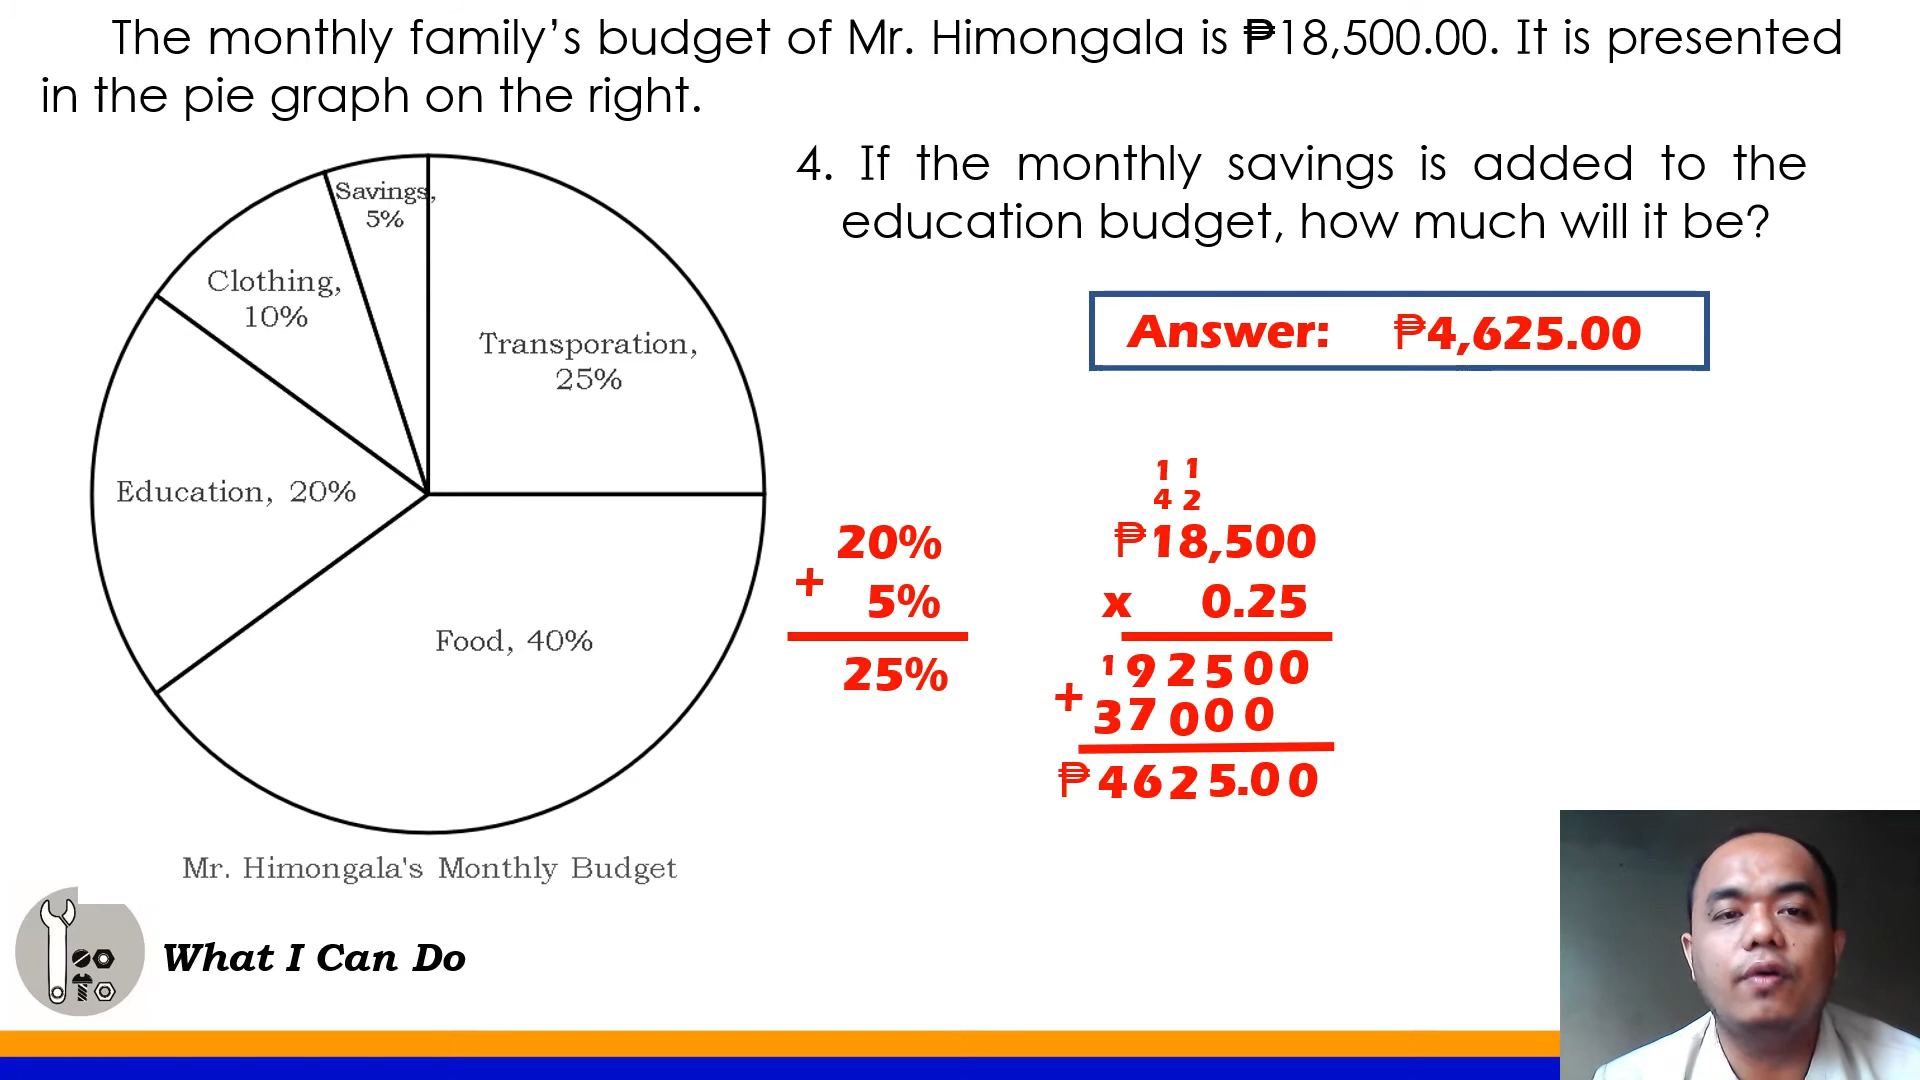 The monthly family’s budget of Mr. Himongala is ₱18,500.00. It is presented
in the pie graph on the right.
4. If the monthly savings is added to the
education budget, how much will it be?
Answer: ₱4,625.00
Savings,
5%
Clothing,
10%
Transporation,
25%
Education, 20%
Food, 40%
Mr. Himongala's Monthly Budget
20%
+ 5%
25%
1 1
4 2
₱18,500
x 0.25
1 92500
+ 37000
₱4625.00
What I Can Do